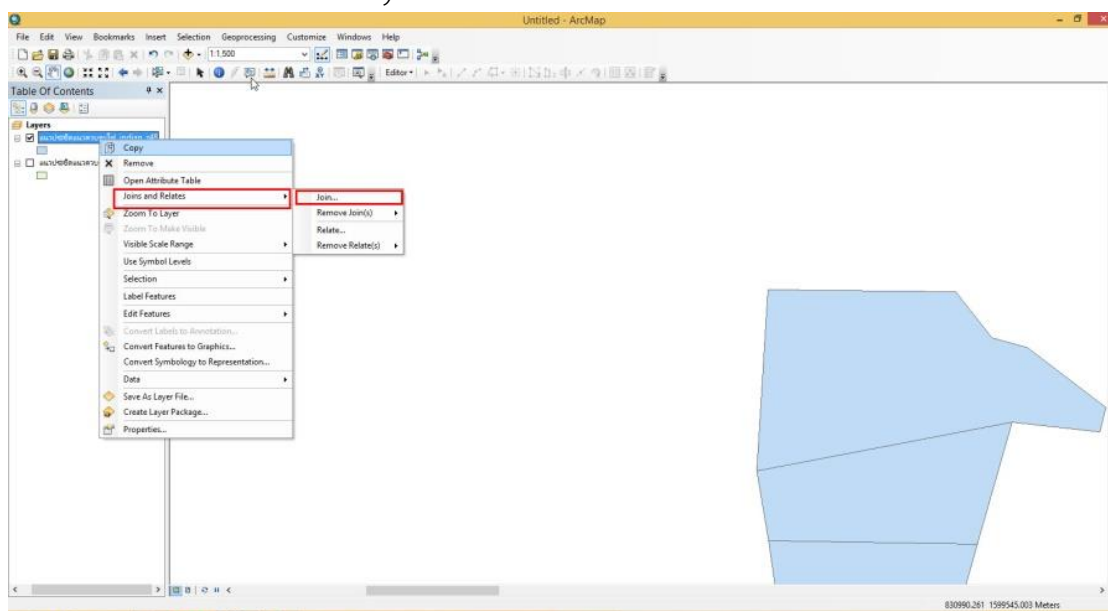 Untitled - ArcMap
File Edit View Bookmarks Insert Selection Geoprocessing Customize Windows Help
1:1,500
Editor
Table Of Contents
Layers
Copy
Remove
Open Attribute Table
Joins and Relates
Join...
Zoom To Layer
Remove Join(s)
Zoom To Make Visible
Relate...
Visible Scale Range
Remove Relate(s)
Use Symbol Levels
Selection
Label Features
Edit Features
Convert Labels to Annotation...
Convert Features to Graphics...
Convert Symbology to Representation...
Data
Save As Layer File...
Create Layer Package...
Properties...
830990.261 1599545.003 Meters